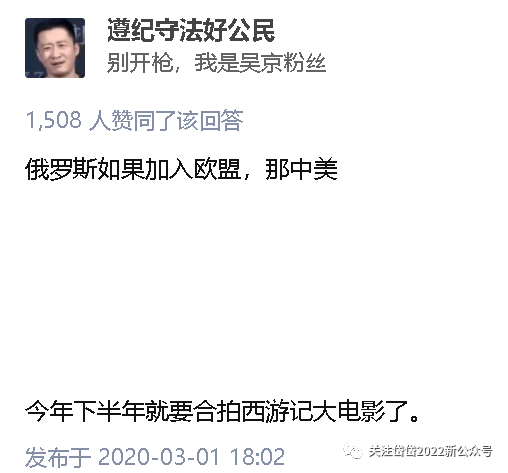 遵纪守法好公民
别开枪，我是吴京粉丝
1,508 人赞同了该回答
俄罗斯如果加入欧盟，那中美
今年下半年就要合拍西游记大电影了。
发布于 2020-03-01 18:02
关注岱岱2022新公众号